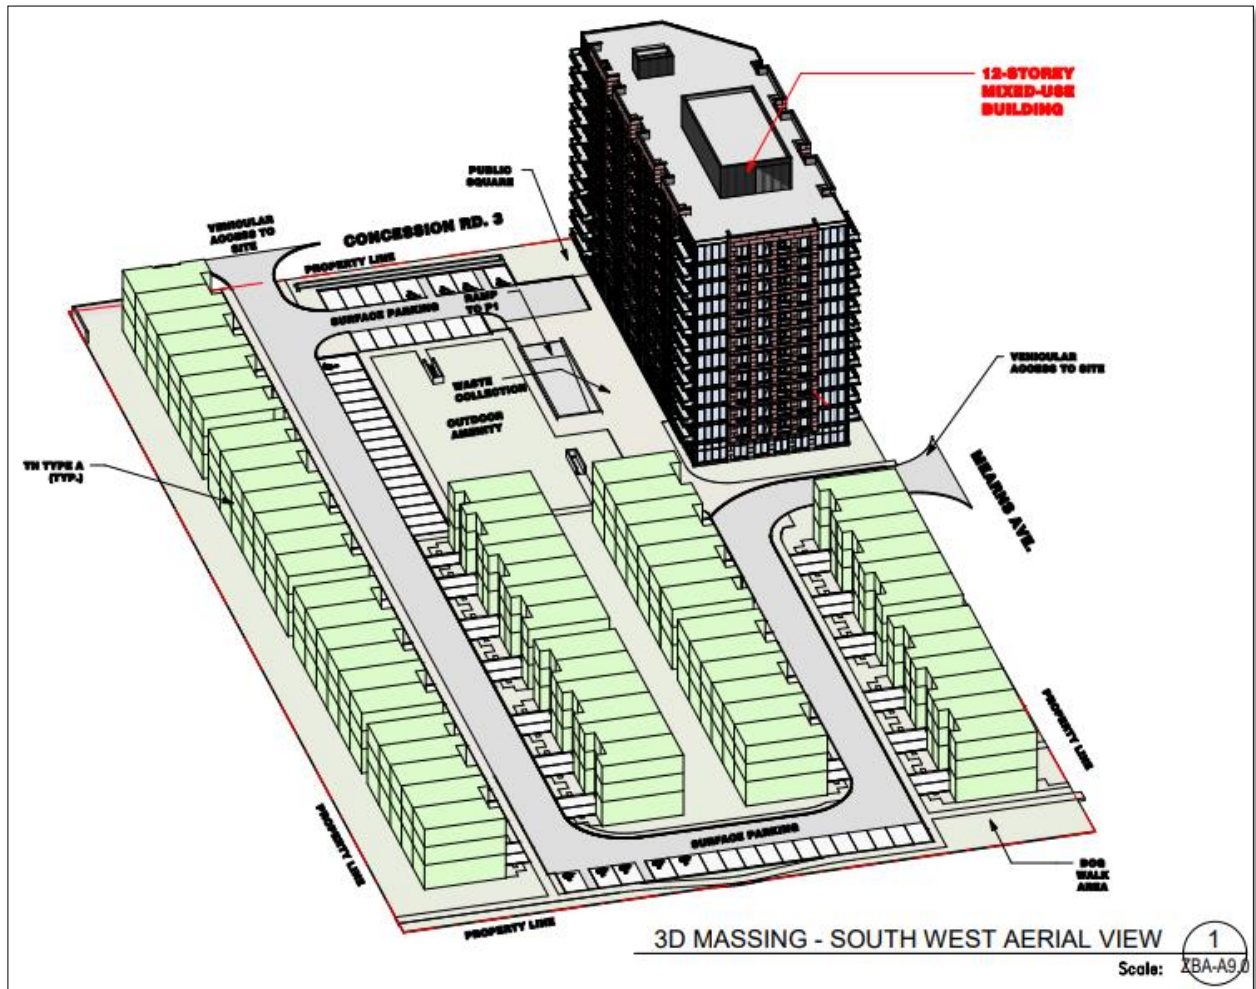 12-STOREY
MIXED-USE
BUILDING
PUBLIC
SQUARE
VEHICULAR
ACCESS TO
SITE
CONCESSION RD. 3
PROPERTY LINE
SURFACE PARKING
RAMP
TO P1
WASTE
COLLECTION
OUTDOOR
AMENITY
VEHICULAR
ACCESS TO SITE
MEARNS AVE.
TH TYPE A
(TYP.)
PROPERTY LINE
PROPERTY LINE
SURFACE PARKING
DOG
WALK
AREA
PROPERTY LINE
3D MASSING - SOUTH WEST AERIAL VIEW
1
Scale:
ZBA-A9.0